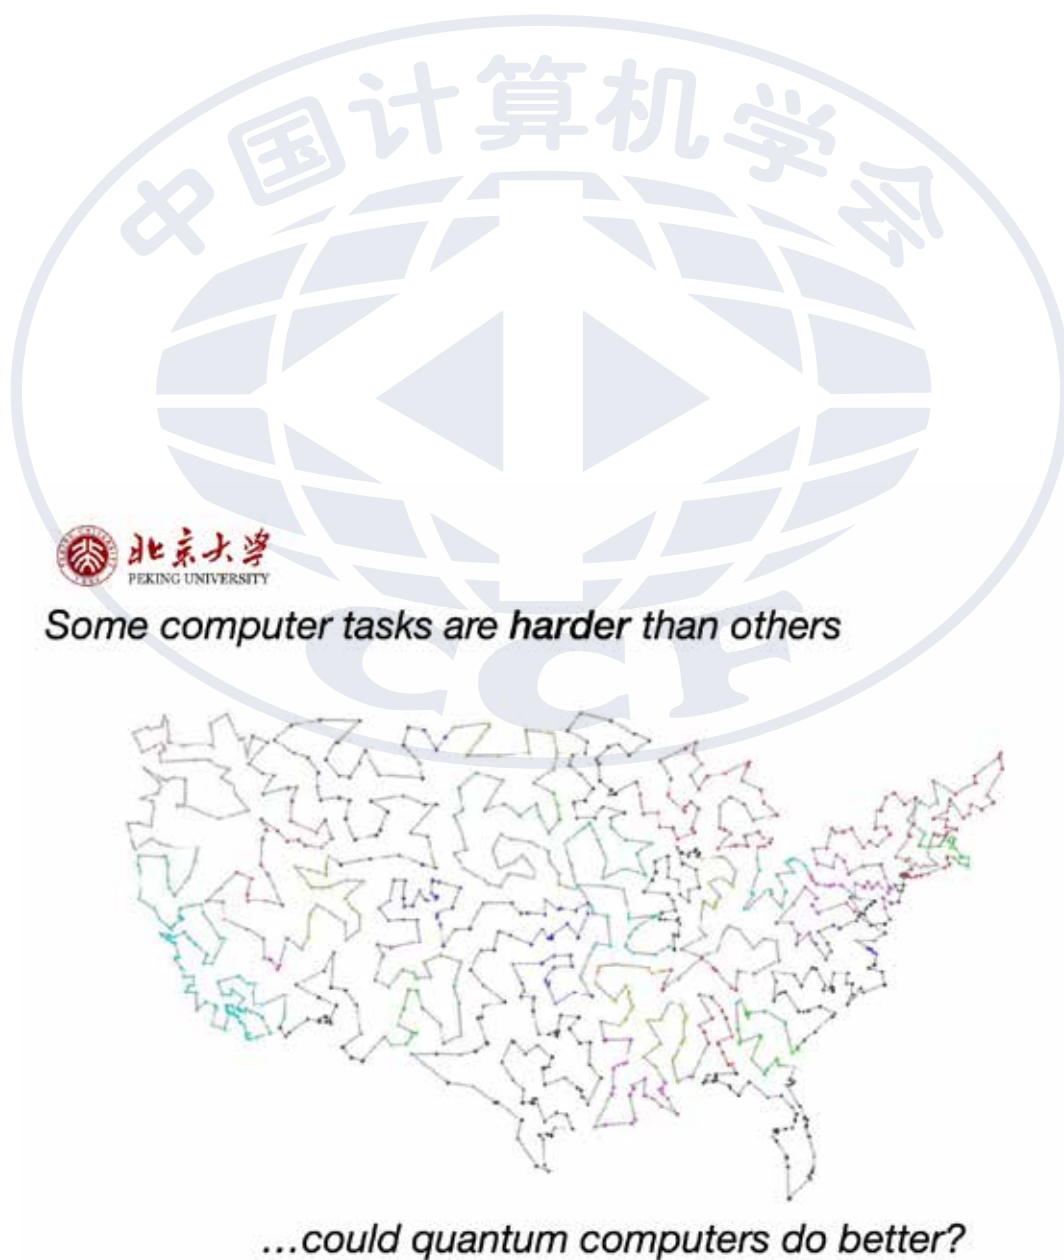 中国计算机学会
北京大学
PEKING UNIVERSITY
CCF
Some computer tasks are harder than others
...could quantum computers do better?